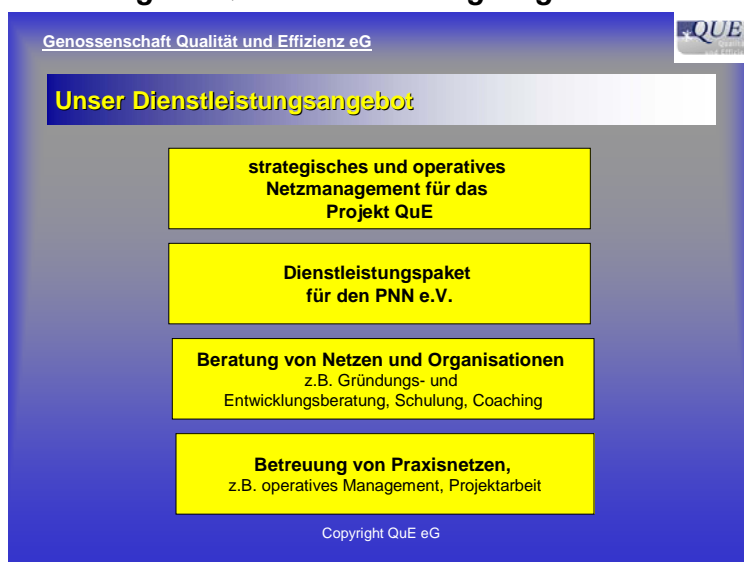 Genossenschaft Qualität und Effizienz eG
QUE
Unser Dienstleistungsangebot
strategisches und operatives
Netzmanagement für das
Projekt QuE
Dienstleistungspaket
für den PNN e.V.
Beratung von Netzen und Organisationen
z.B. Gründungs- und
Entwicklungsberatung, Schulung, Coaching
Betreuung von Praxisnetzen,
z.B. operatives Management, Projektarbeit
Copyright QuE eG